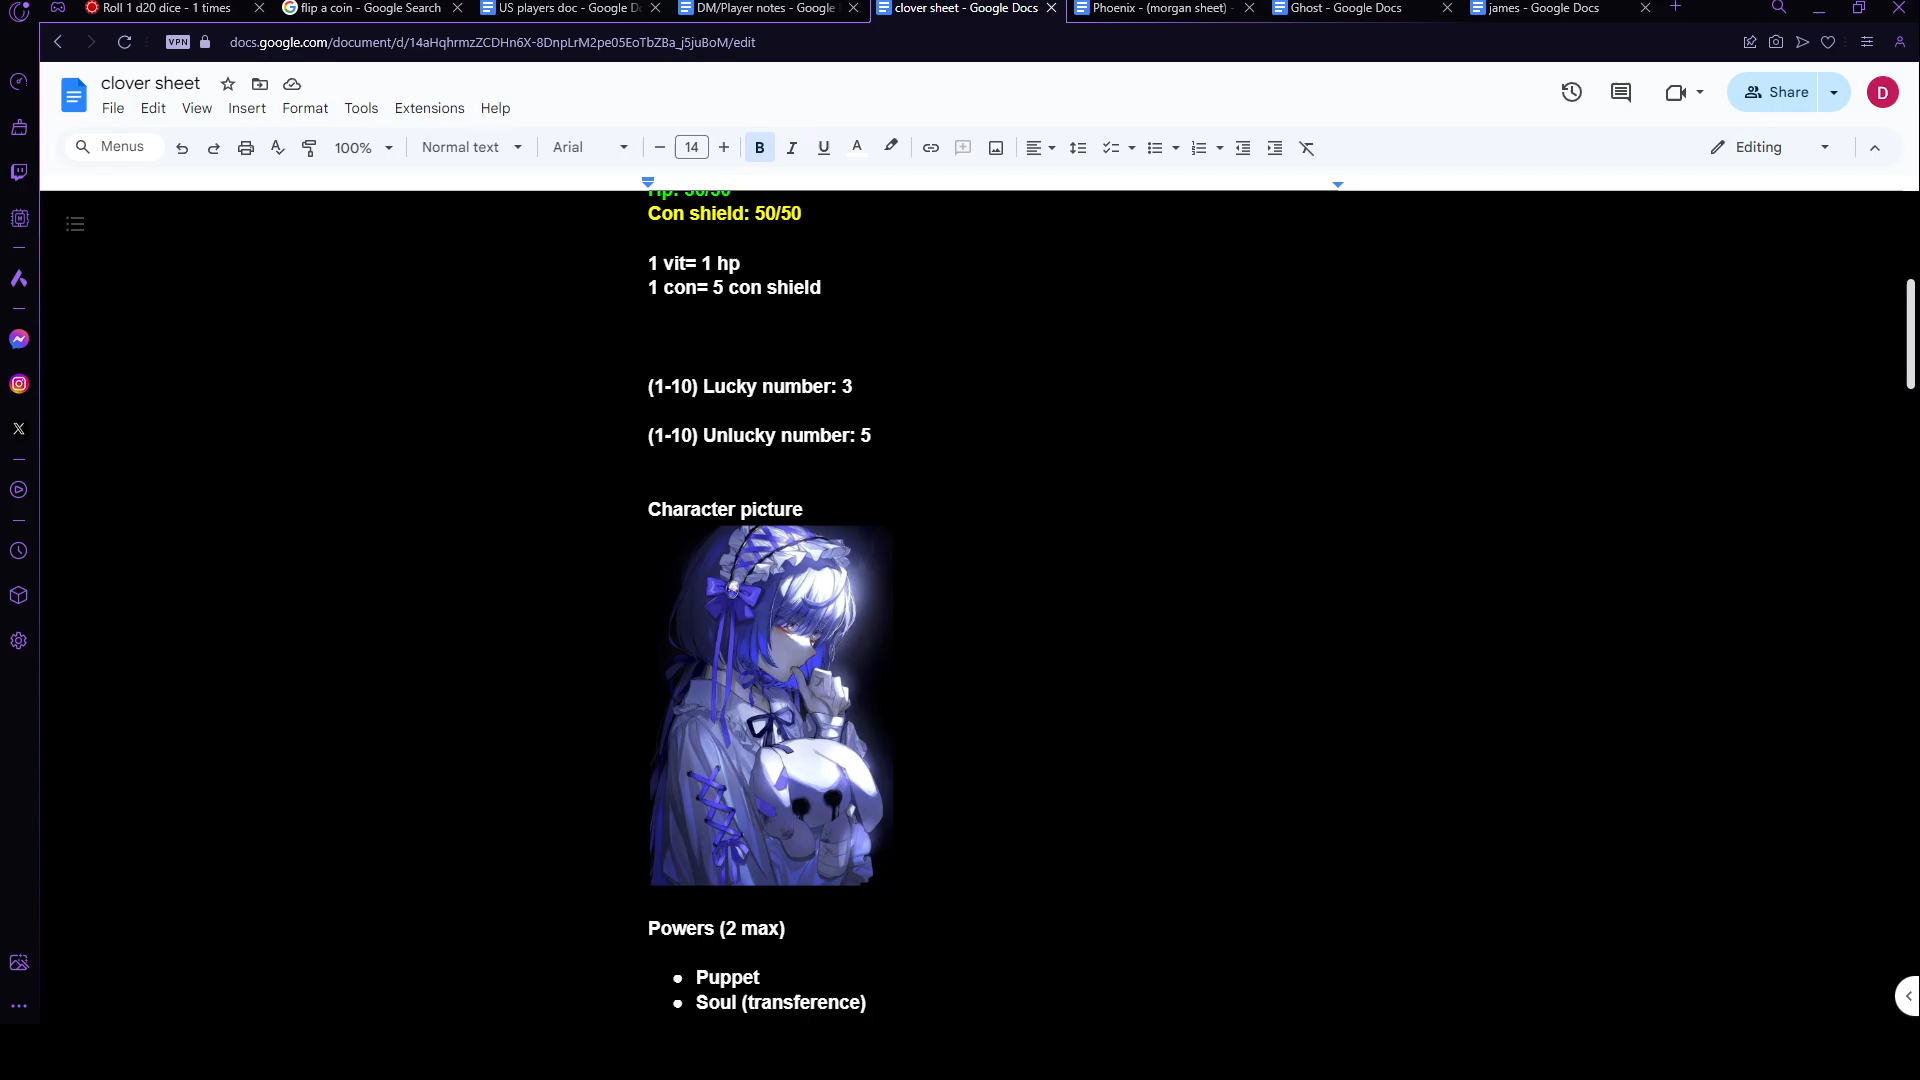 Roll 1 d20 dice - 1 times
flip a coin - Google Search
US players doc - Google D
DM/Player notes - Google
clover sheet - Google Docs
Phoenix - (morgan sheet) -
Ghost - Google Docs
james - Google Docs
VPN
docs.google.com/document/d/14aHqhrmzZCDHn6X-8DnpLrM2pe05EoTbZBa_j5juBoM/edit
clover sheet
Share
D
File Edit View Insert Format Tools Extensions Help
Menus 100% Normal text Arial 14 B I U A Editing
Hp: 50/50
Con shield: 50/50
1 vit= 1 hp
1 con= 5 con shield
(1-10) Lucky number: 3
(1-10) Unlucky number: 5
Character picture
Powers (2 max)
● Puppet
● Soul (transference)